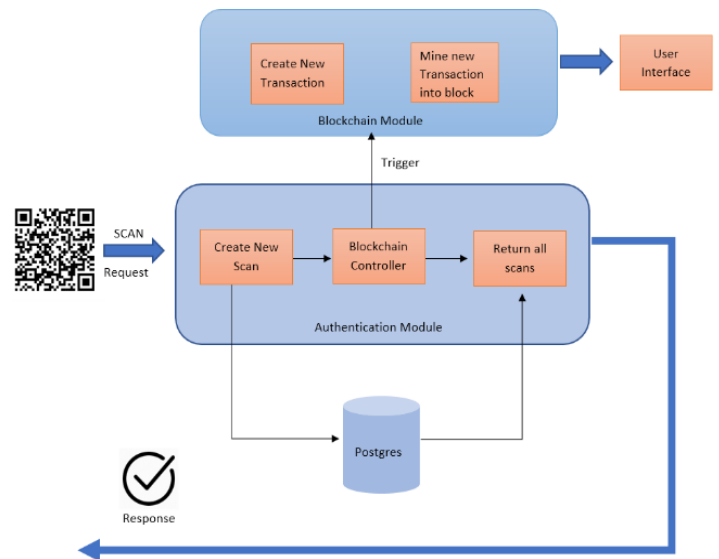 Create New
Transaction
Mine new
Transaction
into block
Blockchain Module
User
Interface
Trigger
SCAN
Request
Create New
Scan
Blockchain
Controller
Return all
scans
Authentication Module
Postgres
Response